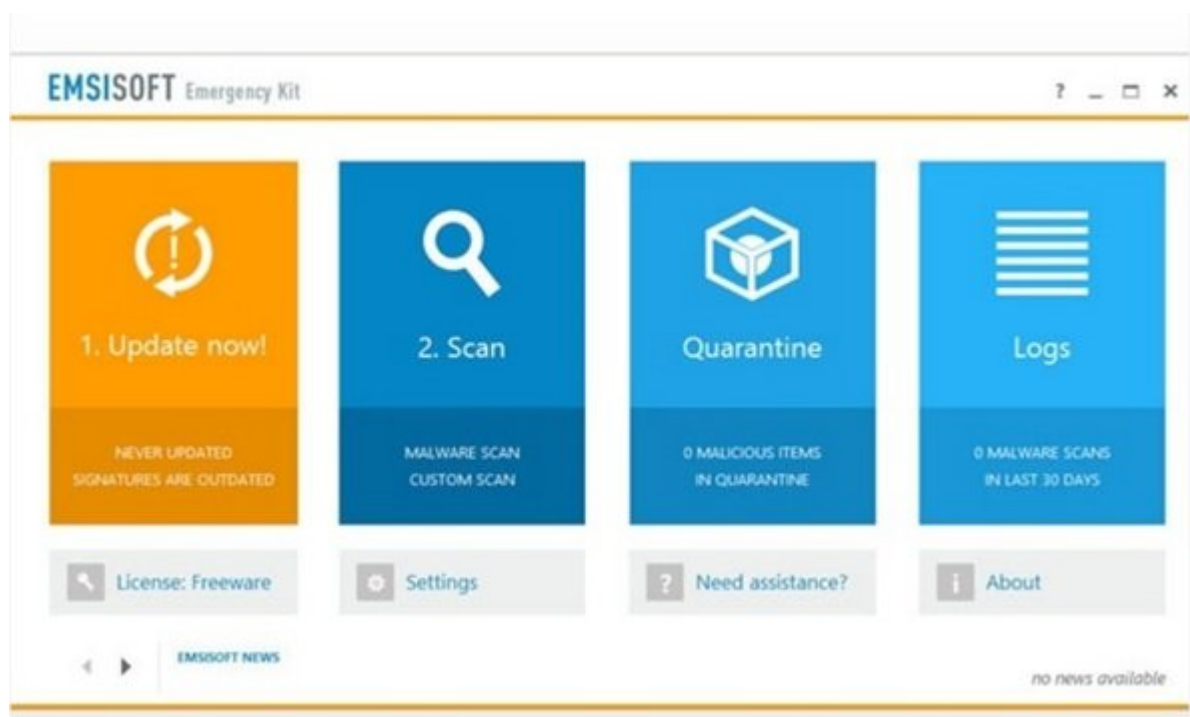 EMSISOFT Emergency Kit
1. Update now!
NEVER UPDATED
SIGNATURES ARE OUTDATED
2. Scan
MALWARE SCAN
CUSTOM SCAN
Quarantine
0 MALICIOUS ITEMS
IN QUARANTINE
Logs
0 MALWARE SCANS
IN LAST 30 DAYS
License: Freeware
Settings
Need assistance?
About
EMSISOFT NEWS
no news available